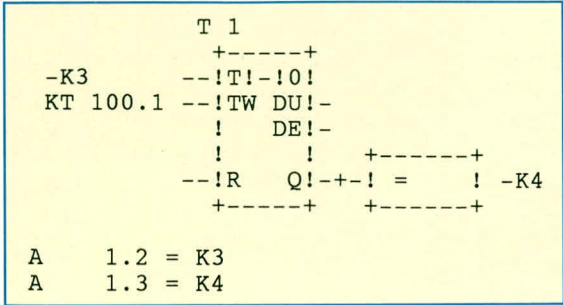 T 1
+-----+
-K3 --!T!-!0!
KT 100.1 --!TW DU!-
! DE!-
! ! +------+
--!R Q!-+-! = ! -K4
+-----+ +------+
A 1.2 = K3
A 1.3 = K4